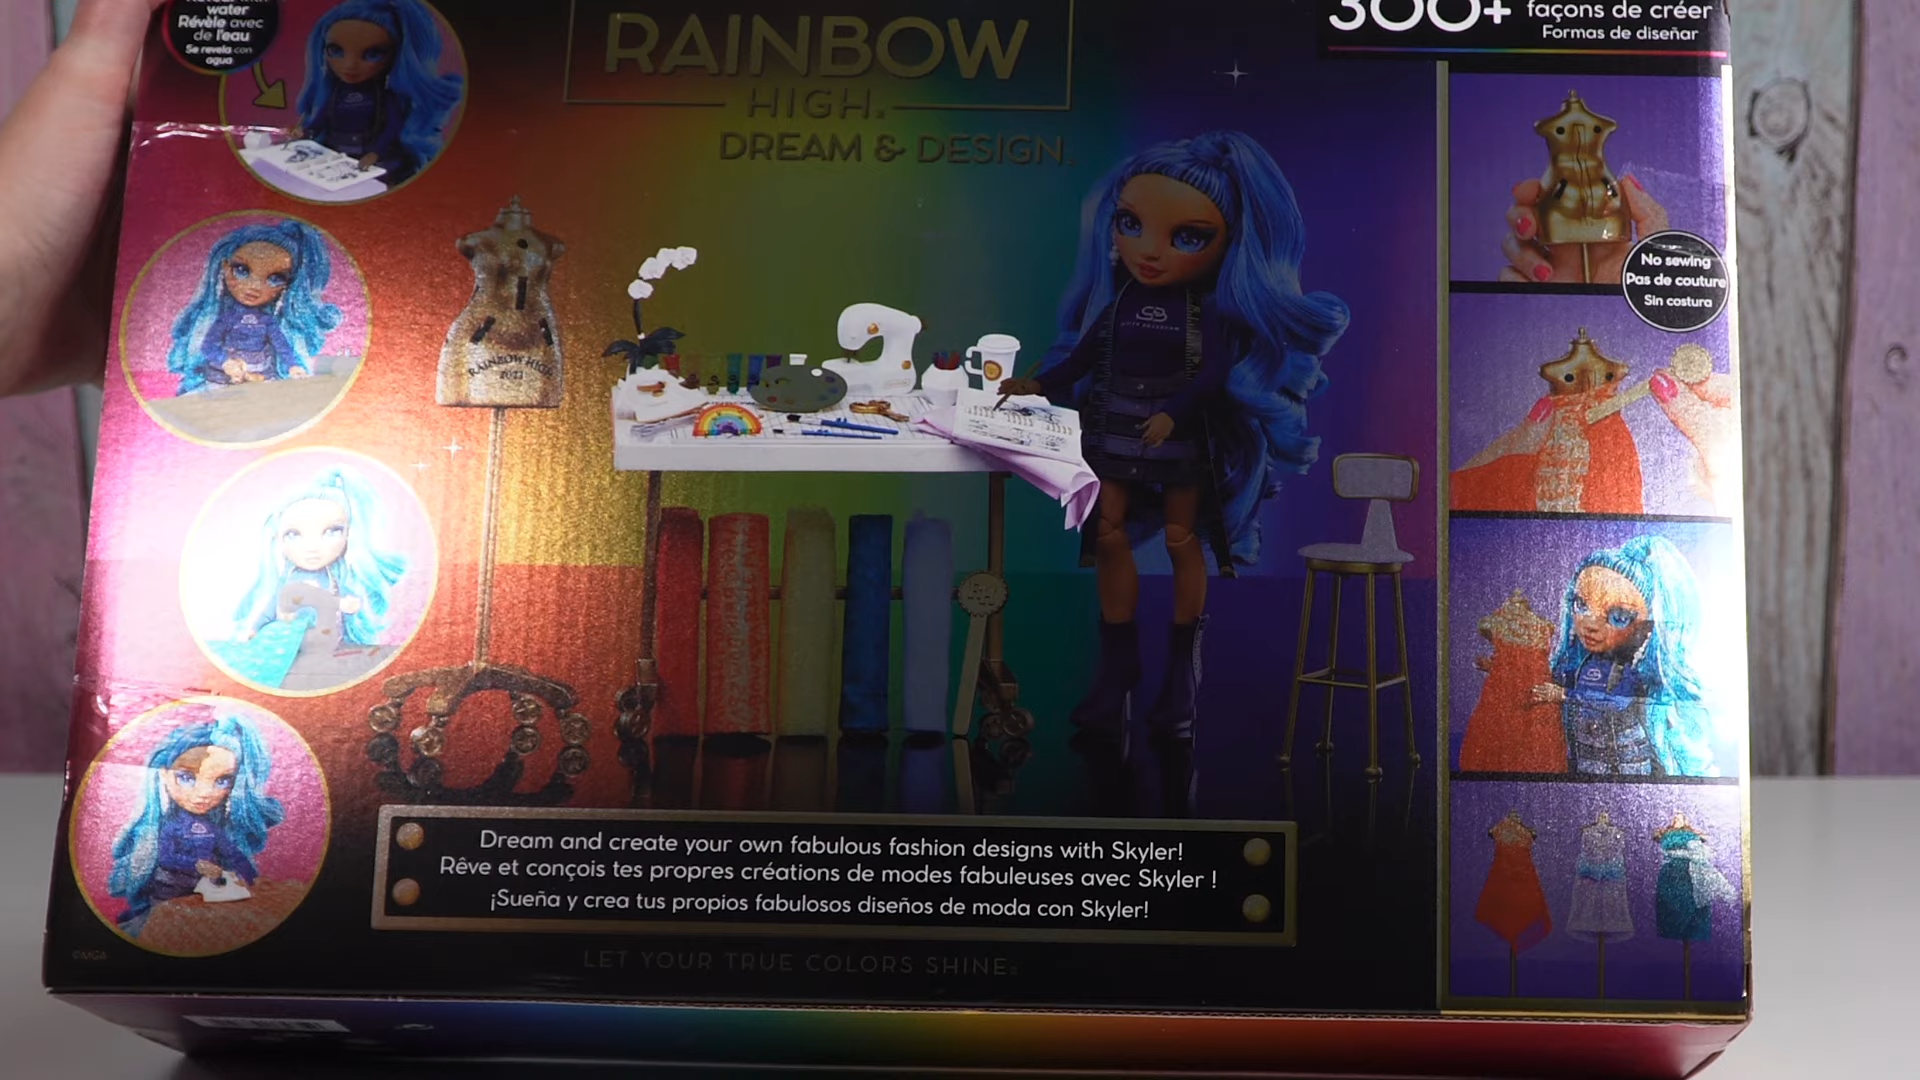 water
Révèle avec
de l'eau
Se revela con
agua
RAINBOW
HIGH.
DREAM & DESIGN.
300+ façons de créer
Formas de diseñar
No sewing
Pas de couture
Sin costura
SB
RAINBOW HIGH
Dream and create your own fabulous fashion designs with Skyler!
Rêve et conçois tes propres créations de modes fabuleuses avec Skyler !
¡Sueña y crea tus propios fabulosos diseños de moda con Skyler!
LET YOUR TRUE COLORS SHINE
©MGA